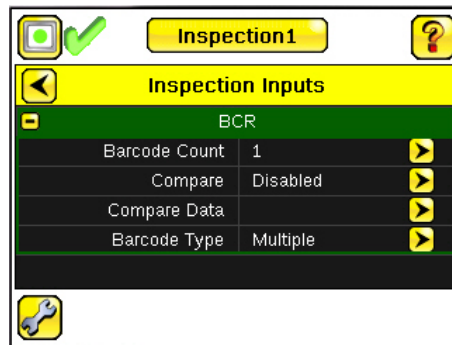 Inspection1
?
Inspection Inputs
BCR
Barcode Count 1
Compare Disabled
Compare Data
Barcode Type Multiple